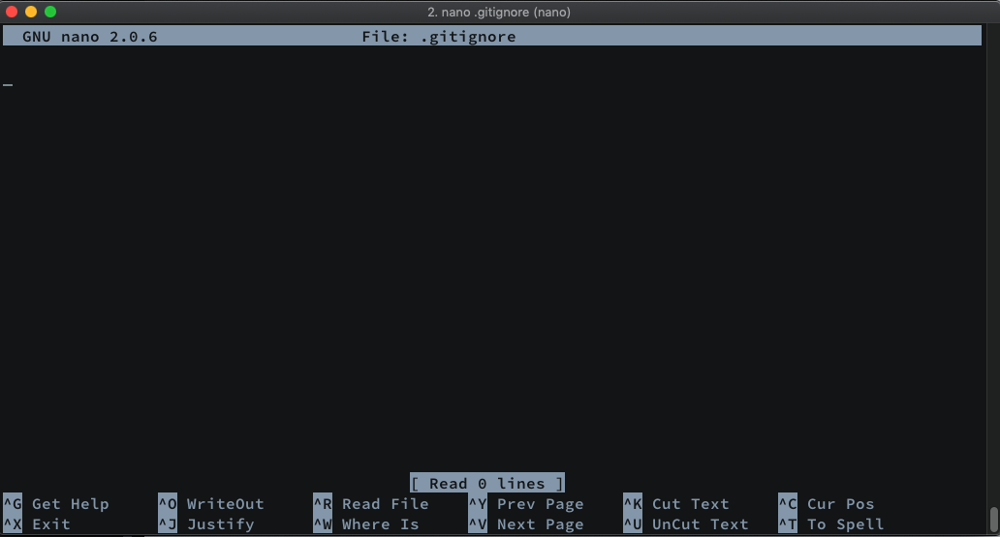 2. nano .gitignore (nano)
GNU nano 2.0.6 File: .gitignore
[ Read 0 lines ]
^G Get Help ^O WriteOut ^R Read File ^Y Prev Page ^K Cut Text ^C Cur Pos
^X Exit ^J Justify ^W Where Is ^V Next Page ^U UnCut Text ^T To Spell